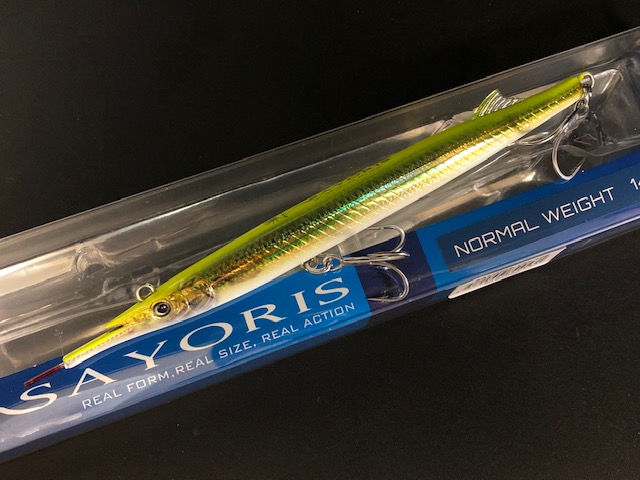 SAYORIS
REAL FORM.REAL SIZE, REAL ACTION
NORMAL WEIGHT